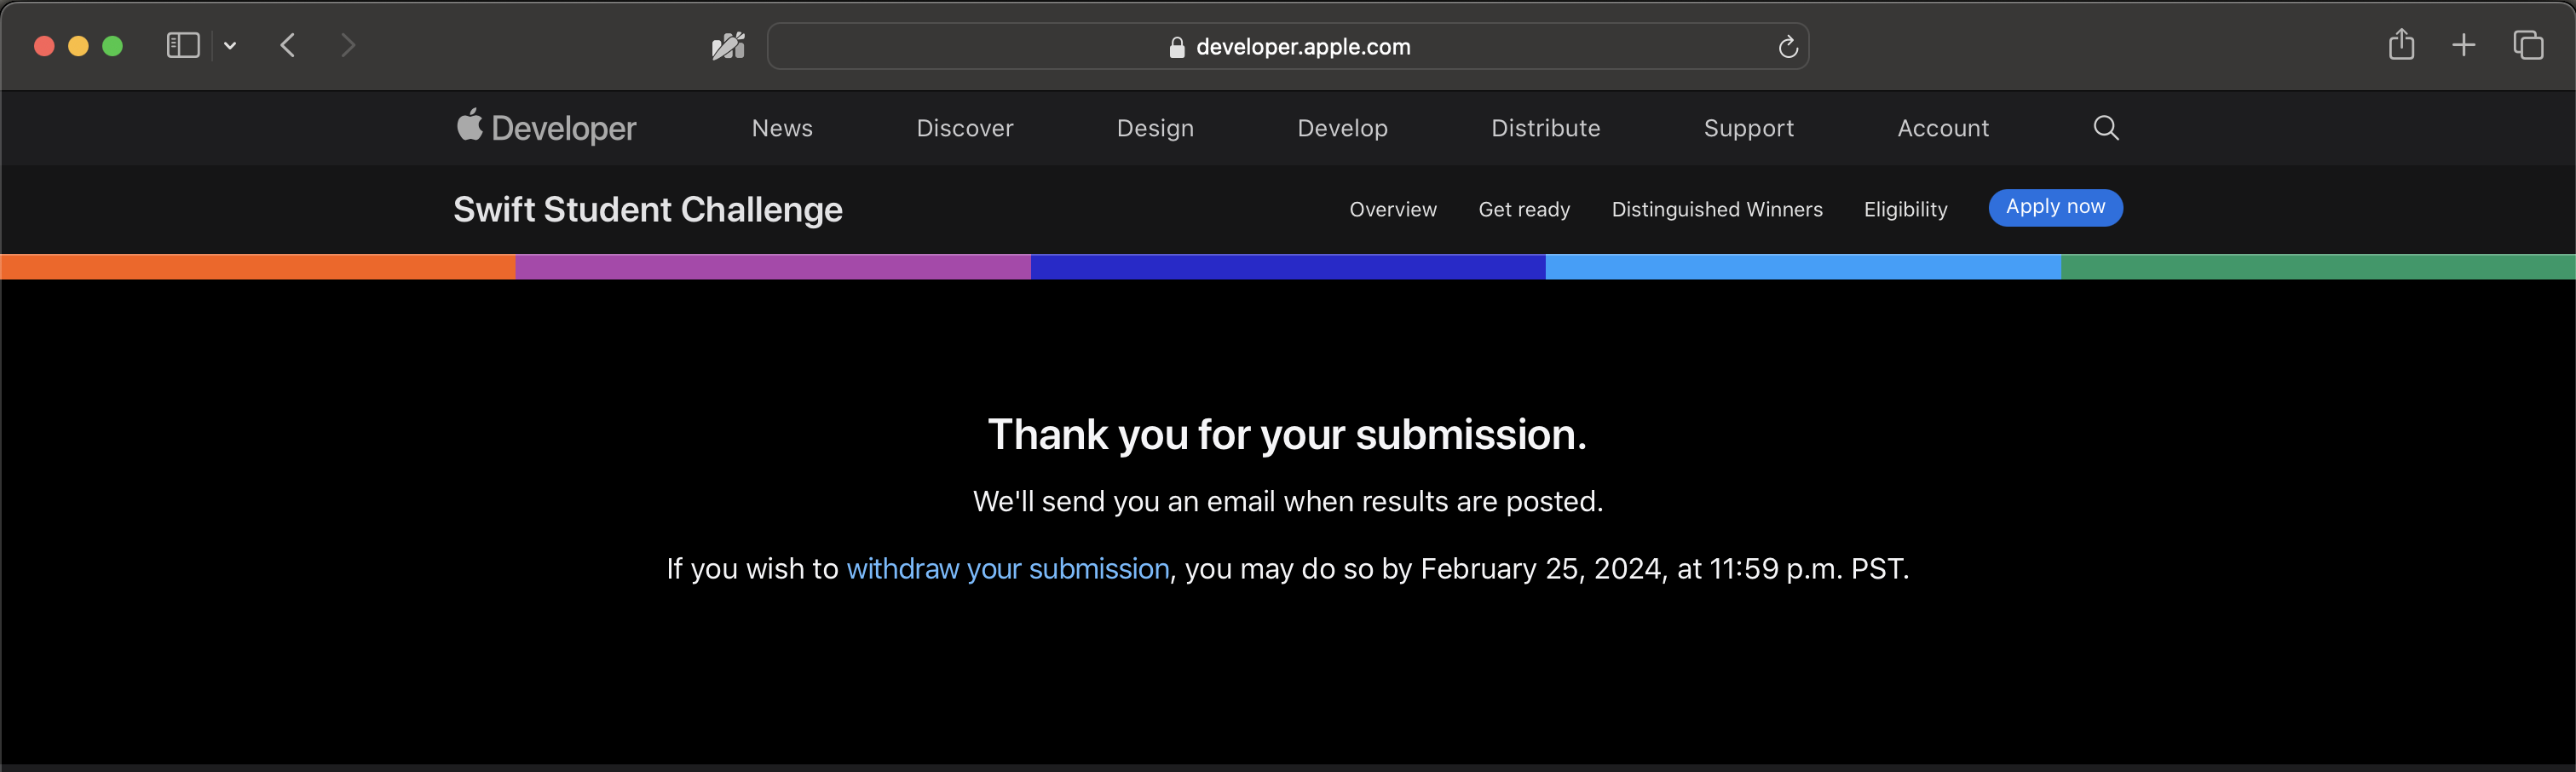 developer.apple.com
Developer News Discover Design Develop Distribute Support Account
Swift Student Challenge Overview Get ready Distinguished Winners Eligibility Apply now
Thank you for your submission.
We'll send you an email when results are posted.
If you wish to withdraw your submission, you may do so by February 25, 2024, at 11:59 p.m. PST.